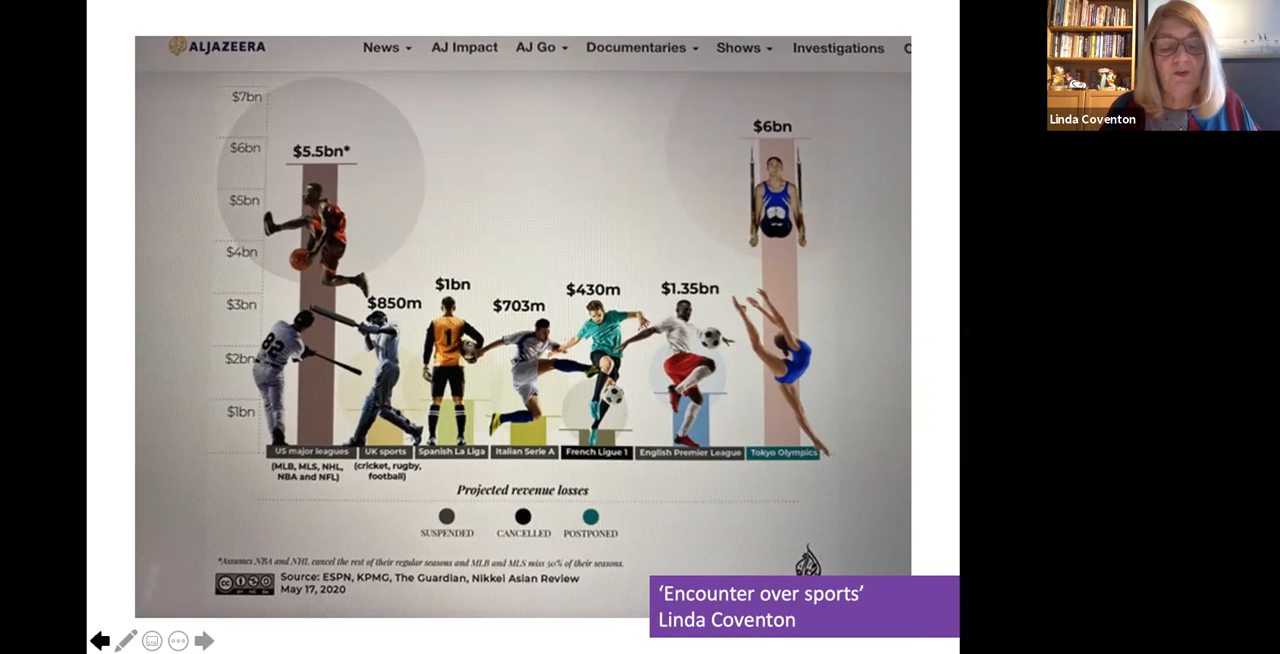 ALJAZEERA
News AJ Impact AJ Go Documentaries Shows Investigations C
$7bn
$6bn
$5bn
$4bn
$3bn
$2bn
$1bn
$5.5bn*
$850m
$1bn
$703m
$430m
$1.35bn
$6bn
82
1
US major leagues
(MLB, MLS, NHL,
NBA and NFL)
UK sports
(cricket, rugby,
football)
Spanish La Liga
Italian Serie A
French Ligue 1
English Premier League
Tokyo Olympics
Projected revenue losses
SUSPENDED CANCELLED POSTPONED
*Assumes NBA and NHL cancel the rest of their regular seasons and MLB and MLS miss 50% of their seasons.
cc
Source: ESPN, KPMG, The Guardian, Nikkei Asian Review
May 17, 2020
‘Encounter over sports’
Linda Coventon
Linda Coventon